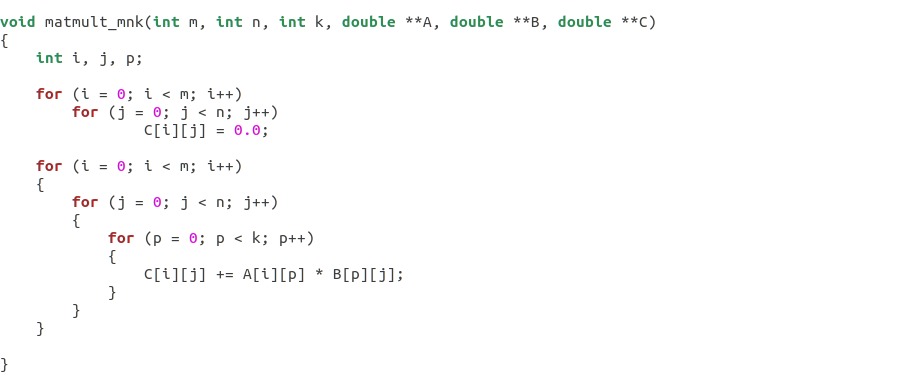 void matmult_mnk(int m, int n, int k, double **A, double **B, double **C)
{
    int i, j, p;

    for (i = 0; i < m; i++)
        for (j = 0; j < n; j++)
                C[i][j] = 0.0;

    for (i = 0; i < m; i++)
    {
        for (j = 0; j < n; j++)
        {
            for (p = 0; p < k; p++)
            {
                C[i][j] += A[i][p] * B[p][j];
            }
        }
    }

}